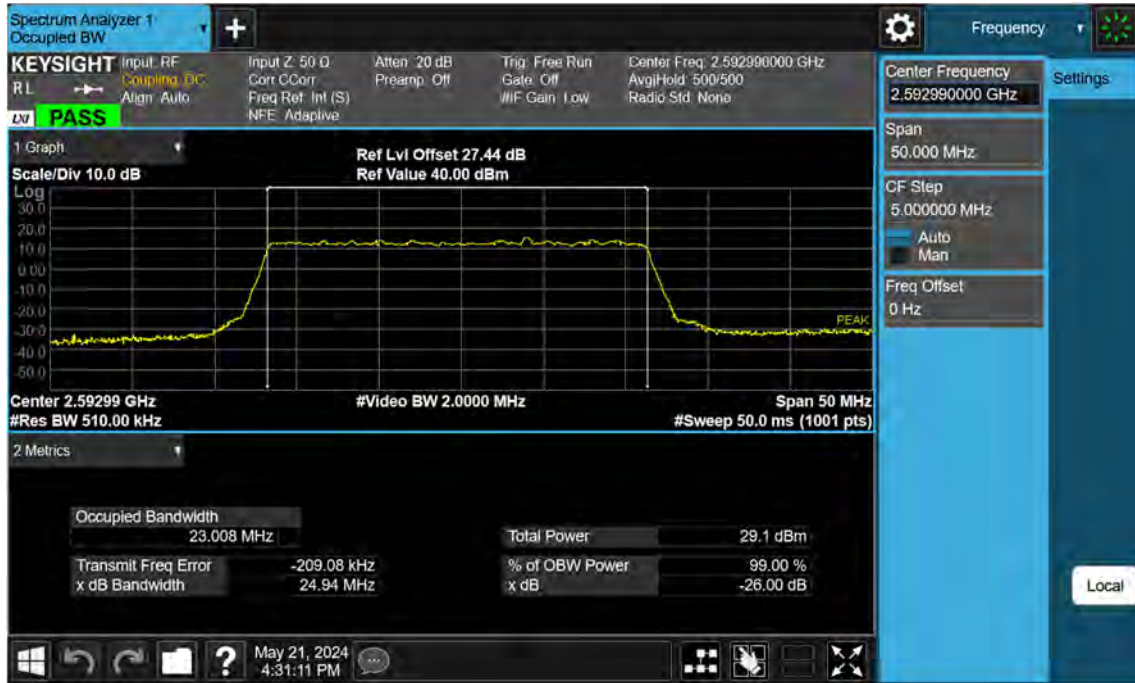 Spectrum Analyzer 1
Occupied BW
+
Frequency
KEYSIGHT
RL
LXI
PASS
Input: RF
Coupling: DC
Align: Auto
Input Z: 50 Ω
Corr CCorr
Freq Ref: Int (S)
NFE: Adaptive
Atten: 20 dB
Preamp: Off
Trig: Free Run
Gate: Off
#IF Gain: Low
Center Freq: 2.592990000 GHz
Avg|Hold: 500/500
Radio Std: None
Center Frequency
2.592990000 GHz
Settings
Span
50.000 MHz
CF Step
5.000000 MHz
Auto
Man
Freq Offset
0 Hz
1 Graph
Scale/Div 10.0 dB
Ref Lvl Offset 27.44 dB
Ref Value 40.00 dBm
Log
30.0
20.0
10.0
0.00
-10.0
-20.0
-30.0
-40.0
-50.0
PEAK
Center 2.59299 GHz
#Video BW 2.0000 MHz
Span 50 MHz
#Res BW 510.00 kHz
#Sweep 50.0 ms (1001 pts)
2 Metrics
Occupied Bandwidth
23.008 MHz
Total Power 29.1 dBm
Transmit Freq Error -209.08 kHz
% of OBW Power 99.00 %
x dB Bandwidth 24.94 MHz
x dB -26.00 dB
Local
?
May 21, 2024
4:31:11 PM